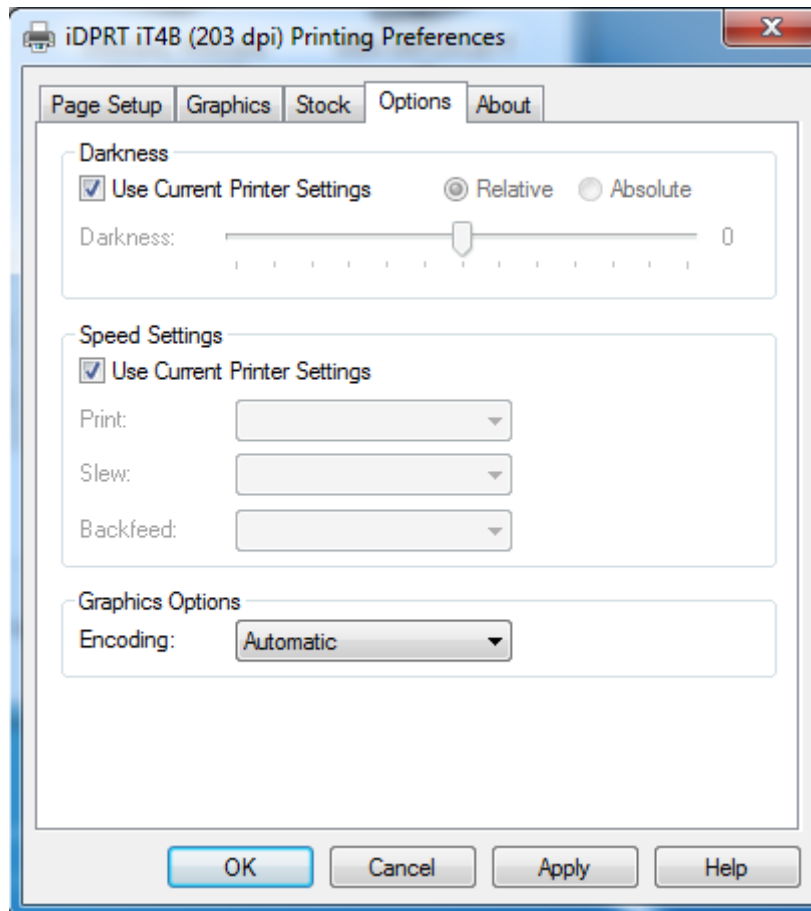 iDPRT iT4B (203 dpi) Printing Preferences
Page Setup Graphics Stock Options About
Darkness
Use Current Printer Settings Relative Absolute
Darkness: 0
Speed Settings
Use Current Printer Settings
Print:
Slew:
Backfeed:
Graphics Options
Encoding: Automatic
OK Cancel Apply Help